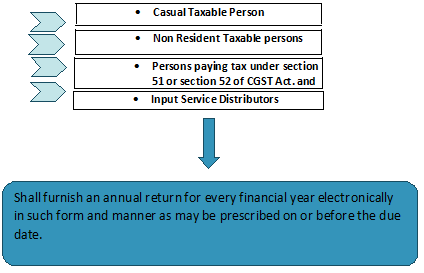 • Casual Taxable Person
• Non Resident Taxable persons
• Persons paying tax under section
51 or section 52 of CGST Act. and
• Input Service Distributors
Shall furnish an annual return for every financial year electronically
in such form and manner as may be prescribed on or before the due
date.